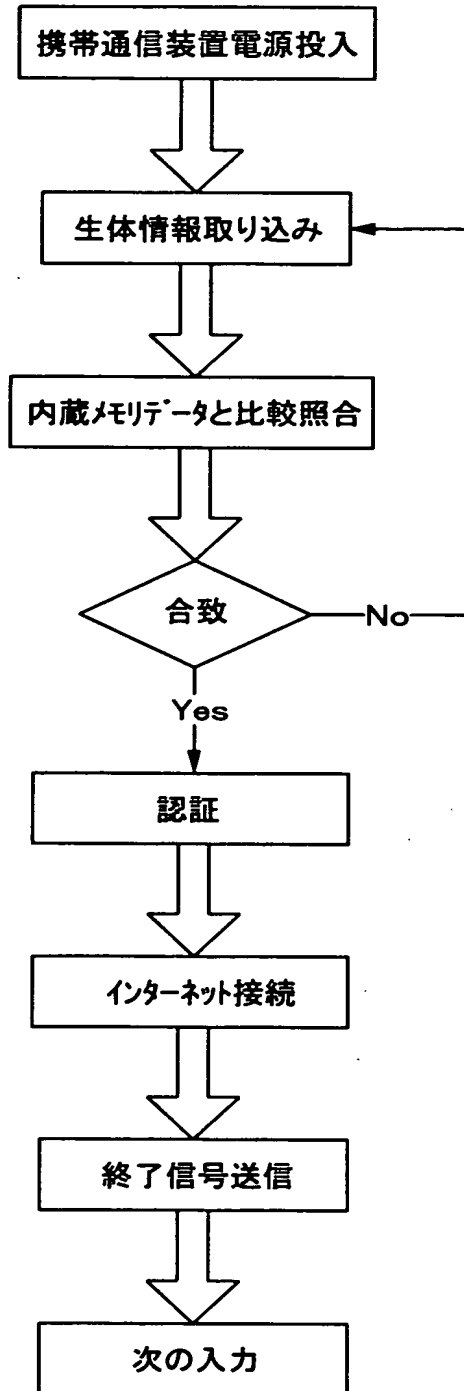 携帯通信装置電源投入
生体情報取り込み
内蔵メモリデータと比較照合
合致
No
Yes
認証
インターネット接続
終了信号送信
次の入力